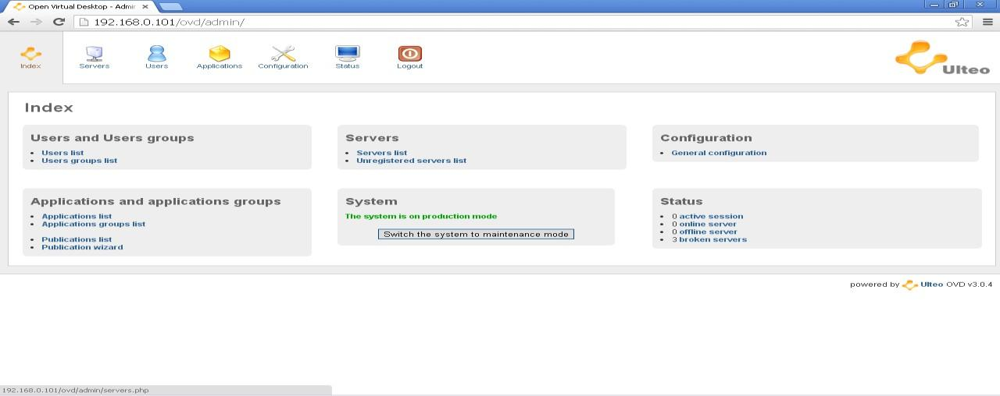 Open Virtual Desktop - Admir
192.168.0.101/ovd/admin/
Index
Servers
Users
Applications
Configuration
Status
Logout
Ulteo
Index
Users and Users groups
Users list
Users groups list
Servers
Servers list
Unregistered servers list
Configuration
General configuration
Applications and applications groups
Applications list
Applications groups list
Publications list
Publication wizard
System
The system is on production mode
Switch the system to maintenance mode
Status
0 active session
0 online server
0 offline server
3 broken servers
powered by Ulteo OVD v3.0.4
192.168.0.101/ovd/admin/servers.php